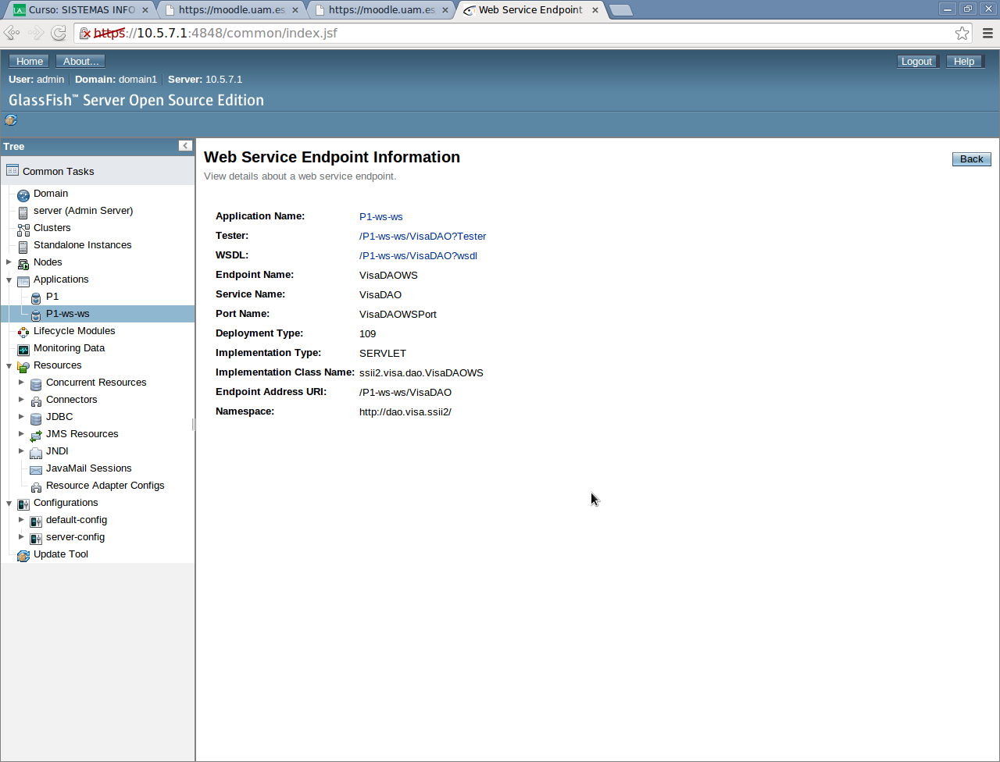 Curso: SISTEMAS INFO
https://moodle.uam.es
https://moodle.uam.es
Web Service Endpoint
https://10.5.7.1:4848/common/index.jsf
Home About...
Logout Help
User: admin Domain: domain1 Server: 10.5.7.1
GlassFish™ Server Open Source Edition
Tree
Common Tasks
Domain
server (Admin Server)
Clusters
Standalone Instances
Nodes
Applications
P1
P1-ws-ws
Lifecycle Modules
Monitoring Data
Resources
Concurrent Resources
Connectors
JDBC
JMS Resources
JNDI
JavaMail Sessions
Resource Adapter Configs
Configurations
default-config
server-config
Update Tool
Web Service Endpoint Information
Back
View details about a web service endpoint.
Application Name: P1-ws-ws
Tester: /P1-ws-ws/VisaDAO?Tester
WSDL: /P1-ws-ws/VisaDAO?wsdl
Endpoint Name: VisaDAOWS
Service Name: VisaDAO
Port Name: VisaDAOWSPort
Deployment Type: 109
Implementation Type: SERVLET
Implementation Class Name: ssii2.visa.dao.VisaDAOWS
Endpoint Address URI: /P1-ws-ws/VisaDAO
Namespace: http://dao.visa.ssii2/